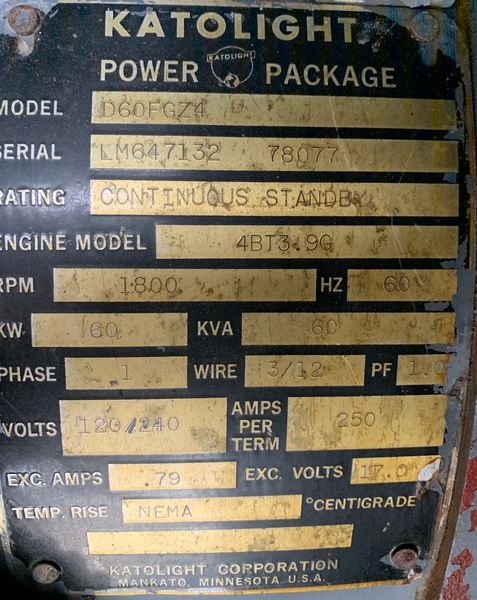 KATOLIGHT
POWER KATOLIGHT PACKAGE
MODEL D60FGZ4
SERIAL LM647132 78077
RATING CONTINUOUS STANDBY
ENGINE MODEL 4BT3.9G
RPM 1800 HZ 60
KW 60 KVA 60
PHASE 1 WIRE 3/12 PF 1.0
VOLTS 120/240 AMPS PER TERM 250
EXC. AMPS .79 EXC. VOLTS 17.0
TEMP. RISE NEMA °CENTIGRADE
KATOLIGHT CORPORATION
MANKATO, MINNESOTA U.S.A.